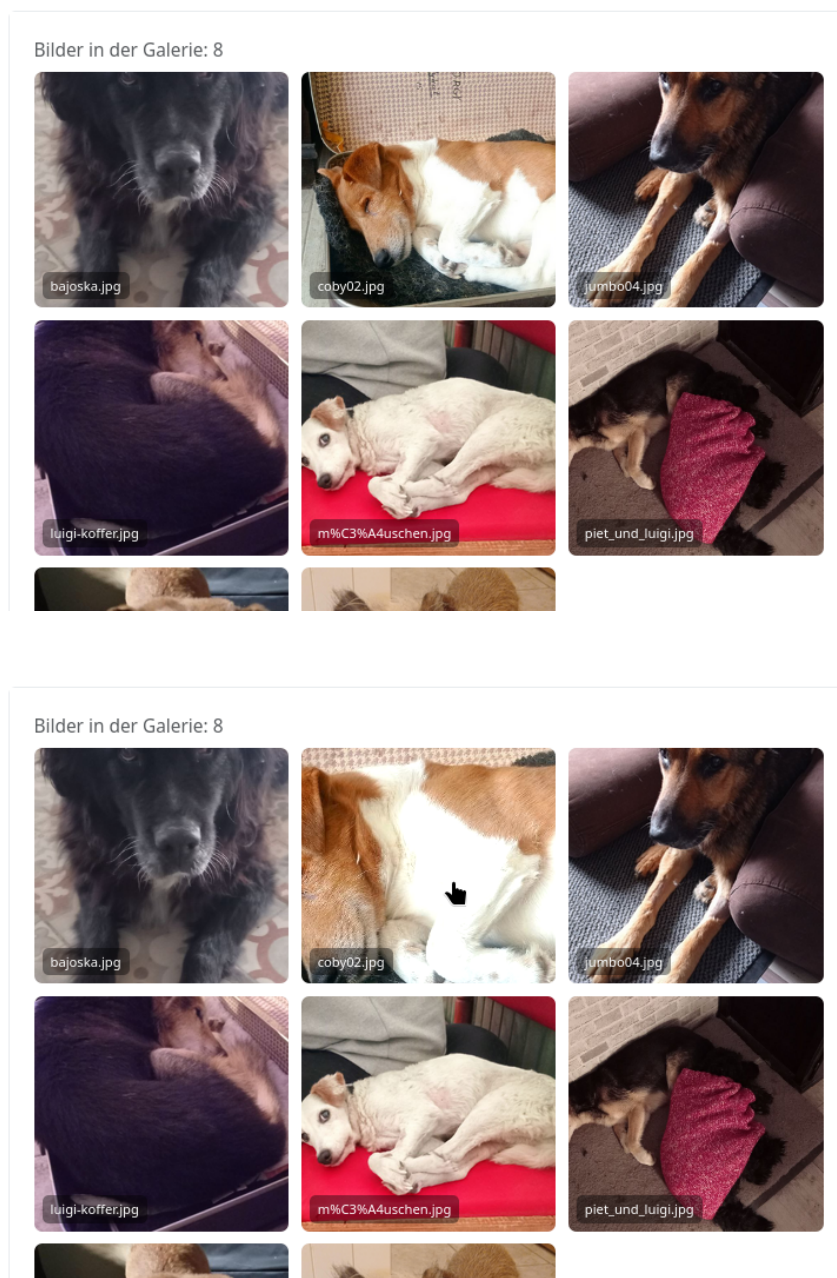 Bilder in der Galerie: 8
bajoska.jpg
coby02.jpg
jumbo04.jpg
luigi-koffer.jpg
m%C3%A4uschen.jpg
piet_und_luigi.jpg
Bilder in der Galerie: 8
bajoska.jpg
coby02.jpg
jumbo04.jpg
luigi-koffer.jpg
m%C3%A4uschen.jpg
piet_und_luigi.jpg